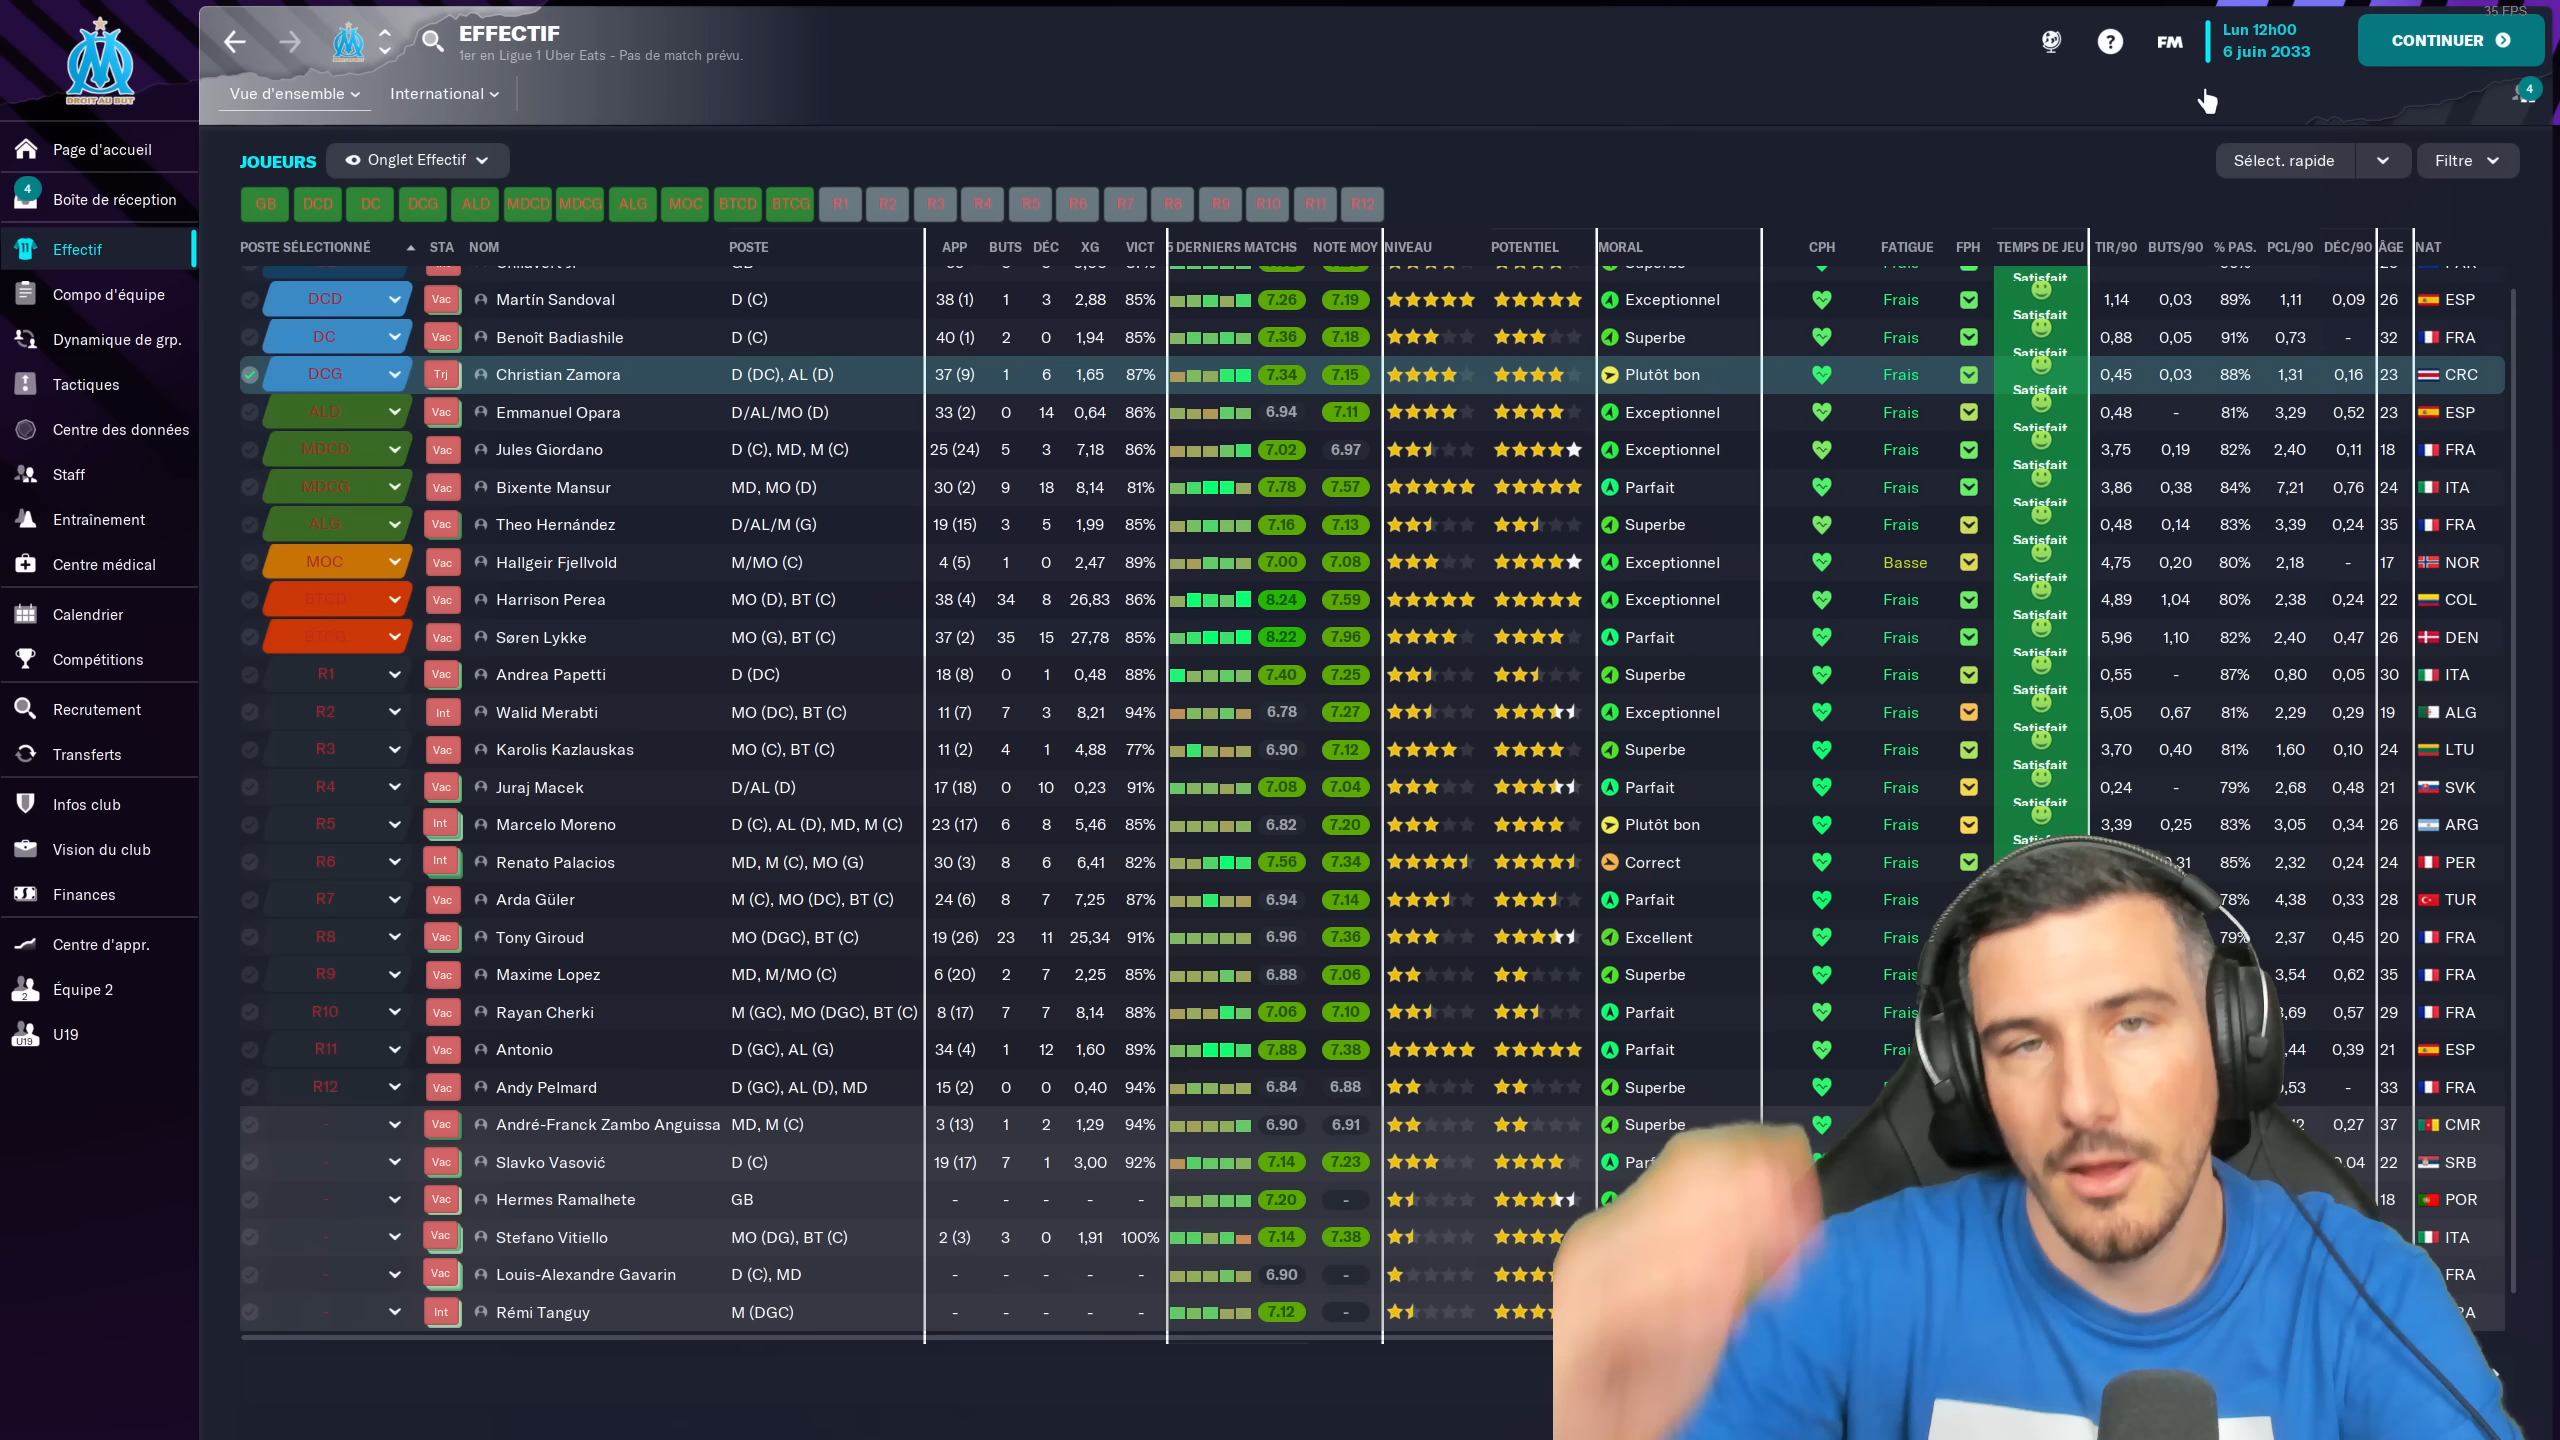 35 FPS
EFFECTIF
1er en Ligue 1 Uber Eats - Pas de match prévu.
FM
Lun 12h00
6 juin 2033
CONTINUER
DROIT AU BUT
Vue d'ensemble
International
4
Page d'accueil
4
Boîte de réception
Effectif
Compo d'équipe
Dynamique de grp.
Tactiques
Centre des données
Staff
Entraînement
Centre médical
Calendrier
Compétitions
Recrutement
Transferts
Infos club
Vision du club
Finances
Centre d'appr.
2
Équipe 2
U19
U19
JOUEURS
Onglet Effectif
Sélect. rapide
Filtre
GB DCD DC DCG ALD MDCD MDCG ALG MOC BTCD BTCG R1 R2 R3 R4 R5 R6 R7 R8 R9 R10 R11 R12
POSTE SÉLECTIONNÉ STA NOM POSTE APP BUTS DÉC XG VICT 5 DERNIERS MATCHS NOTE MOY NIVEAU POTENTIEL MORAL CPH FATIGUE FPH TEMPS DE JEU TIR/90 BUTS/90 % PAS. PCL/90 DÉC/90 ÂGE NAT
Satisfait
DCD Vac Martín Sandoval D (C) 38 (1) 1 3 2,88 85% 7.26 7.19 Exceptionnel Frais Satisfait 1,14 0,03 89% 1,11 0,09 26 ESP
DC Vac Benoît Badiashile D (C) 40 (1) 2 0 1,94 85% 7.36 7.18 Superbe Frais Satisfait 0,88 0,05 91% 0,73 - 32 FRA
DCG Trj Christian Zamora D (DC), AL (D) 37 (9) 1 6 1,65 87% 7.34 7.15 Plutôt bon Frais Satisfait 0,45 0,03 88% 1,31 0,16 23 CRC
ALD Vac Emmanuel Opara D/AL/MO (D) 33 (2) 0 14 0,64 86% 6.94 7.11 Exceptionnel Frais Satisfait 0,48 - 81% 3,29 0,52 23 ESP
MDCD Vac Jules Giordano D (C), MD, M (C) 25 (24) 5 3 7,18 86% 7.02 6.97 Exceptionnel Frais Satisfait 3,75 0,19 82% 2,40 0,11 18 FRA
MDCG Vac Bixente Mansur MD, MO (D) 30 (2) 9 18 8,14 81% 7.78 7.57 Parfait Frais Satisfait 3,86 0,38 84% 7,21 0,76 24 ITA
ALG Vac Theo Hernández D/AL/M (G) 19 (15) 3 5 1,99 85% 7.16 7.13 Superbe Frais Satisfait 0,48 0,14 83% 3,39 0,24 35 FRA
MOC Vac Hallgeir Fjellvold M/MO (C) 4 (5) 1 0 2,47 89% 7.00 7.08 Exceptionnel Basse Satisfait 4,75 0,20 80% 2,18 - 17 NOR
BTCD Vac Harrison Perea MO (D), BT (C) 38 (4) 34 8 26,83 86% 8.24 7.59 Exceptionnel Frais Satisfait 4,89 1,04 80% 2,38 0,24 22 COL
BTCG Vac Søren Lykke MO (G), BT (C) 37 (2) 35 15 27,78 85% 8.22 7.96 Parfait Frais Satisfait 5,96 1,10 82% 2,40 0,47 26 DEN
R1 Vac Andrea Papetti D (DC) 18 (8) 0 1 0,48 88% 7.40 7.25 Superbe Frais Satisfait 0,55 - 87% 0,80 0,05 30 ITA
R2 Int Walid Merabti MO (DC), BT (C) 11 (7) 7 3 8,21 94% 6.78 7.27 Exceptionnel Frais Satisfait 5,05 0,67 81% 2,29 0,29 19 ALG
R3 Vac Karolis Kazlauskas MO (C), BT (C) 11 (2) 4 1 4,88 77% 6.90 7.12 Superbe Frais Satisfait 3,70 0,40 81% 1,60 0,10 24 LTU
R4 Vac Juraj Macek D/AL (D) 17 (18) 0 10 0,23 91% 7.08 7.04 Parfait Frais Satisfait 0,24 - 79% 2,68 0,48 21 SVK
R5 Int Marcelo Moreno D (C), AL (D), MD, M (C) 23 (17) 6 8 5,46 85% 6.82 7.20 Plutôt bon Frais 3,39 0,25 83% 3,05 0,34 26 ARG
R6 Int Renato Palacios MD, M (C), MO (G) 30 (3) 8 6 6,41 82% 7.56 7.34 Correct Frais 85% 2,32 0,24 24 PER
R7 Vac Arda Güler M (C), MO (DC), BT (C) 24 (6) 8 7 7,25 87% 6.94 7.14 Parfait Frais 78% 4,38 0,33 28 TUR
R8 Vac Tony Giroud MO (DGC), BT (C) 19 (26) 23 11 25,34 91% 6.96 7.36 Excellent Frais 79% 2,37 0,45 20 FRA
R9 Vac Maxime Lopez MD, M/MO (C) 6 (20) 2 7 2,25 85% 6.88 7.06 Superbe Frais 3,54 0,62 35 FRA
R10 Vac Rayan Cherki M (GC), MO (DGC), BT (C) 8 (17) 7 7 8,14 88% 7.06 7.10 Parfait Frais ,69 0,57 29 FRA
R11 Vac Antonio D (GC), AL (G) 34 (4) 1 12 1,60 89% 7.88 7.38 Parfait ,44 0,39 21 ESP
R12 Vac Andy Pelmard D (GC), AL (D), MD 15 (2) 0 0 0,40 94% 6.84 6.88 Superbe ,53 - 33 FRA
- Vac André-Franck Zambo Anguissa MD, M (C) 3 (13) 1 2 1,29 94% 6.90 6.91 Superbe 0,27 37 CMR
- Vac Slavko Vasović D (C) 19 (17) 7 1 3,00 92% 7.14 7.23 22 SRB
- Vac Hermes Ramalhete GB - - - - - 7.20 - 18 POR
- Vac Stefano Vitiello MO (DG), BT (C) 2 (3) 3 0 1,91 100% 7.14 7.38 ITA
- Vac Louis-Alexandre Gavarin D (C), MD - - - - - 6.90 - FRA
- Int Rémi Tanguy M (DGC) - - - - - 7.12 -